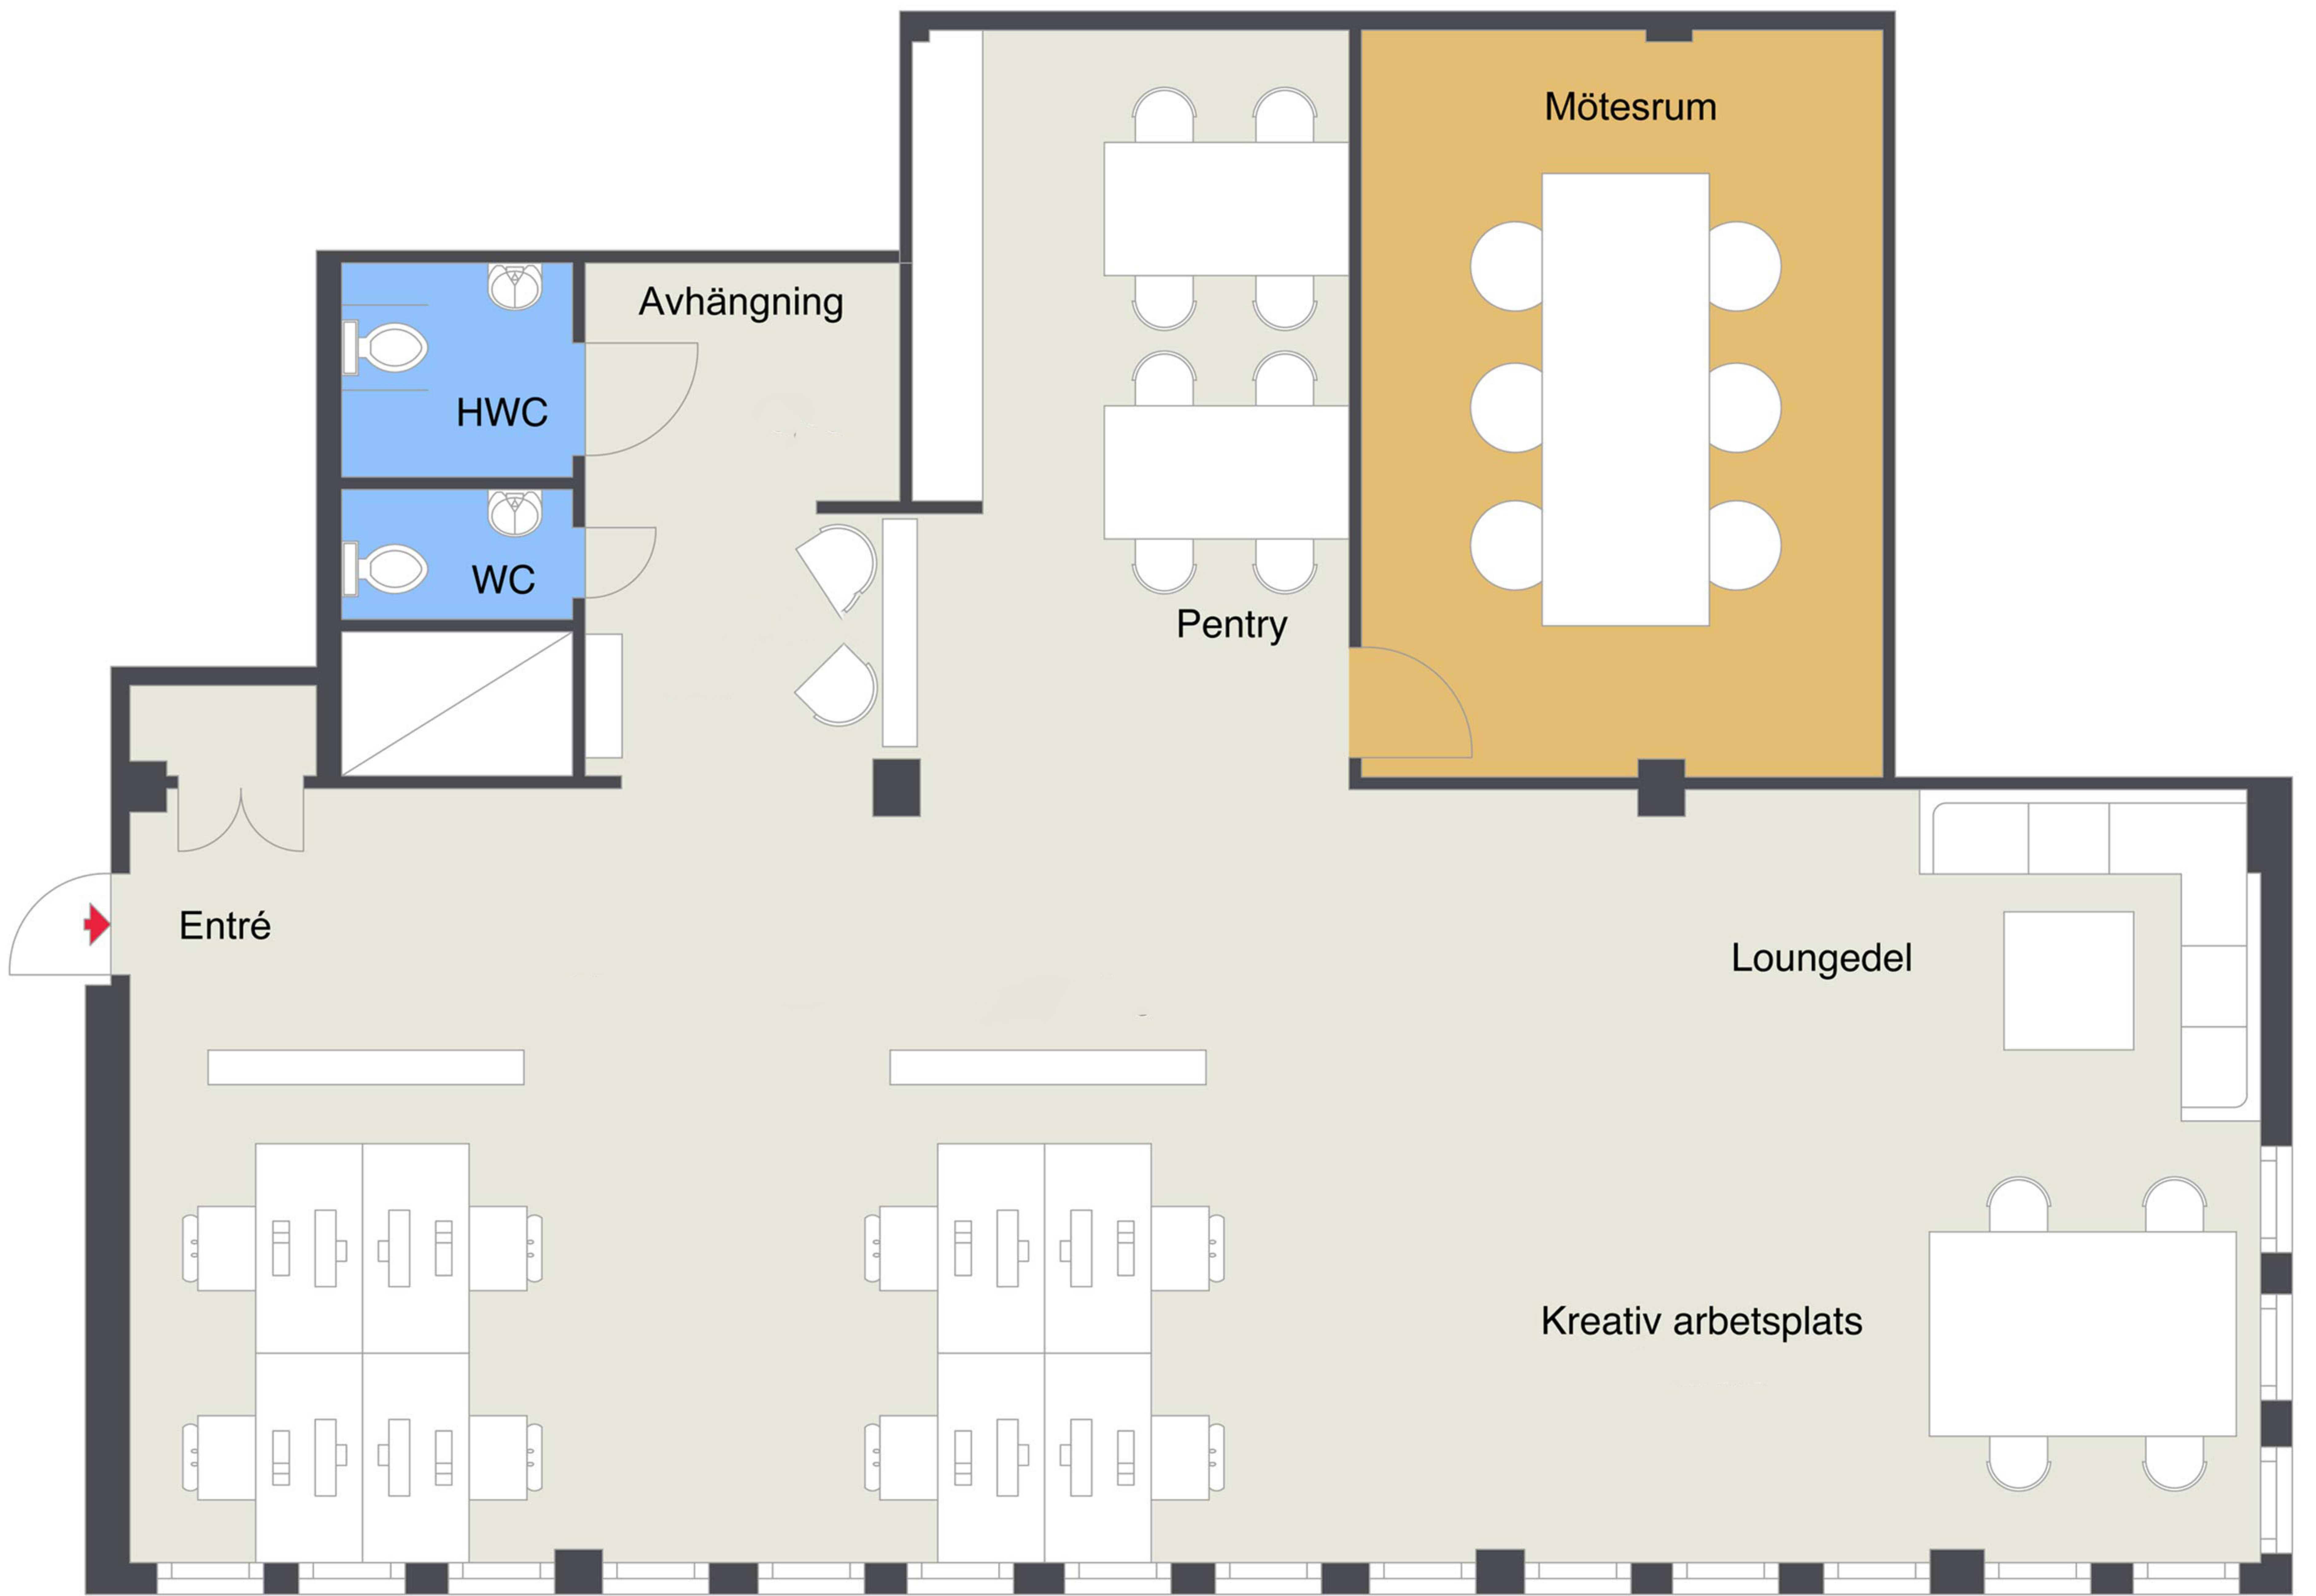 Mötesrum
Avhängning
HWC
WC
Pentry
Entré
Loungedel
Kreativ arbetsplats